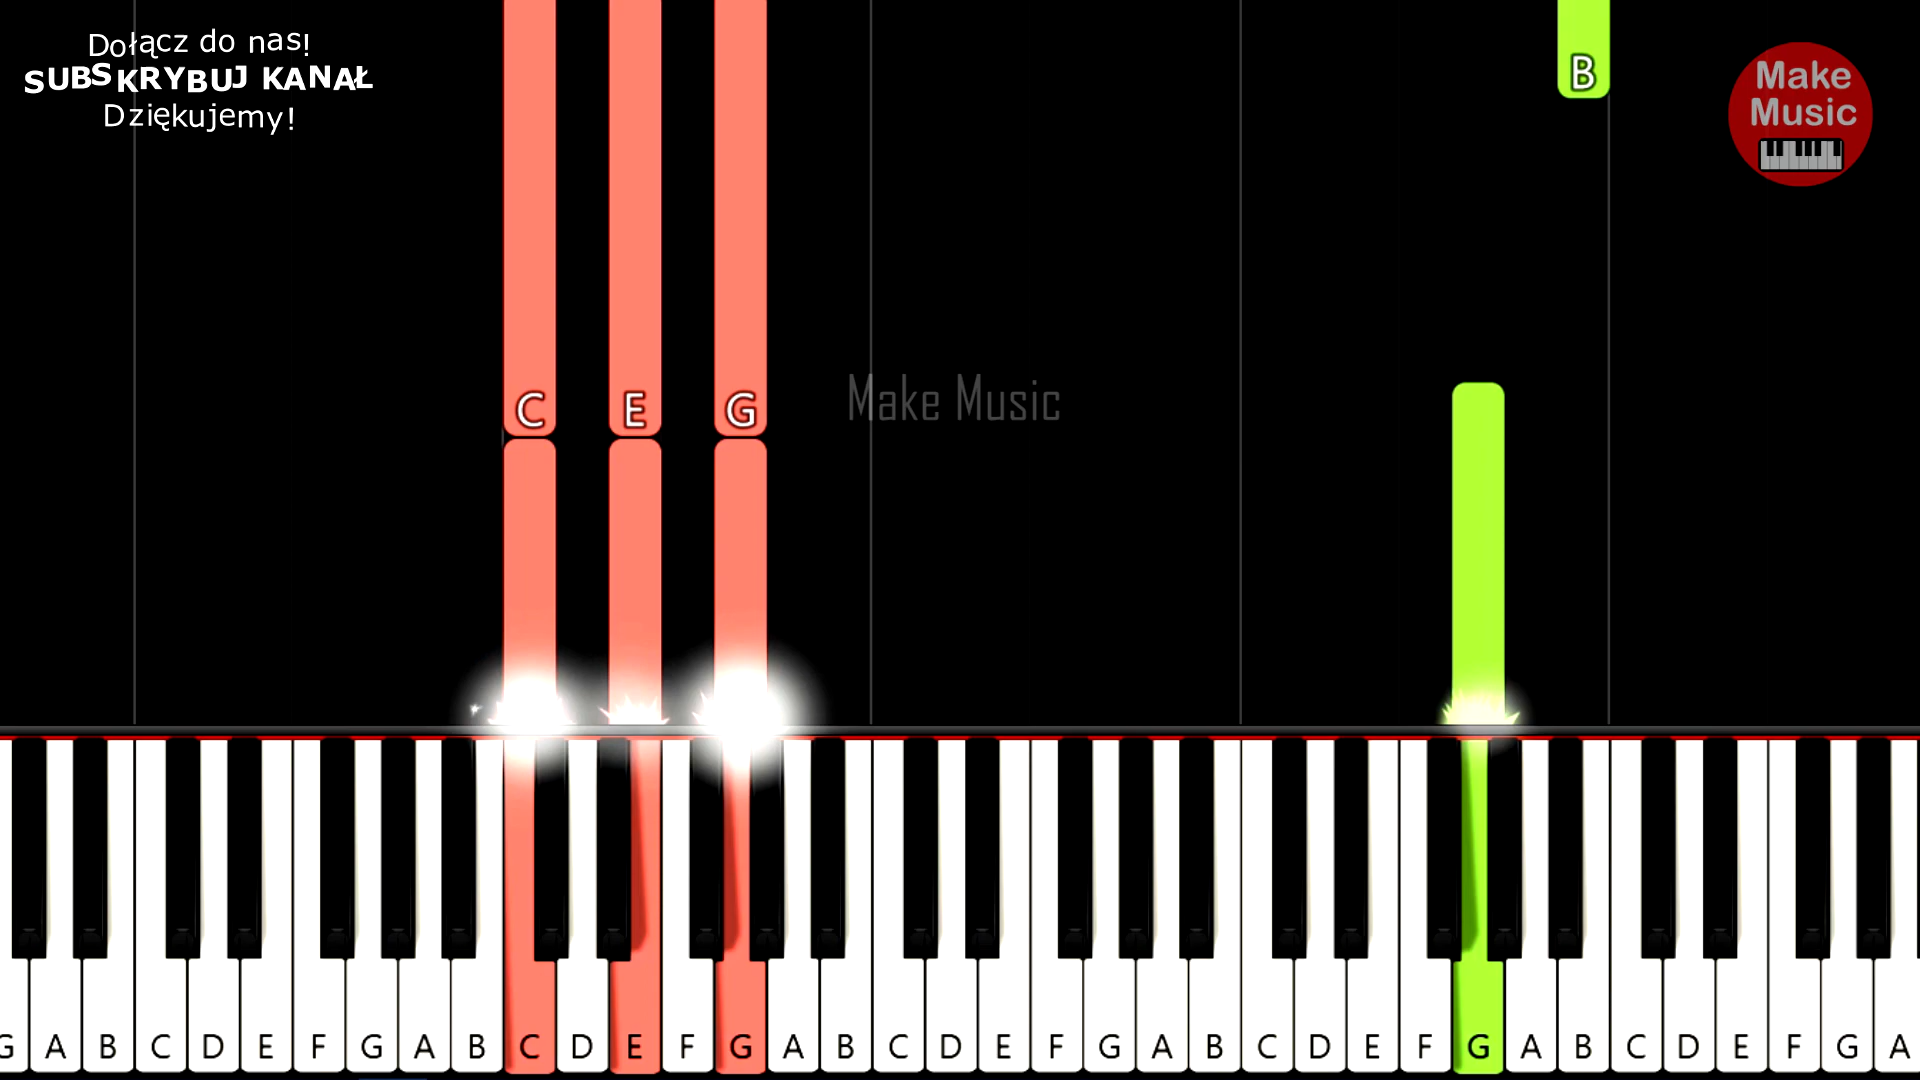 Dołącz do nas!
SUBSKRYBUJ KANAŁ
Dziękujemy!
B
Make
Music
C E G
Make Music
G A B C D E F G A B C D E F G A B C D E F G A B C D E F G A B C D E F G A